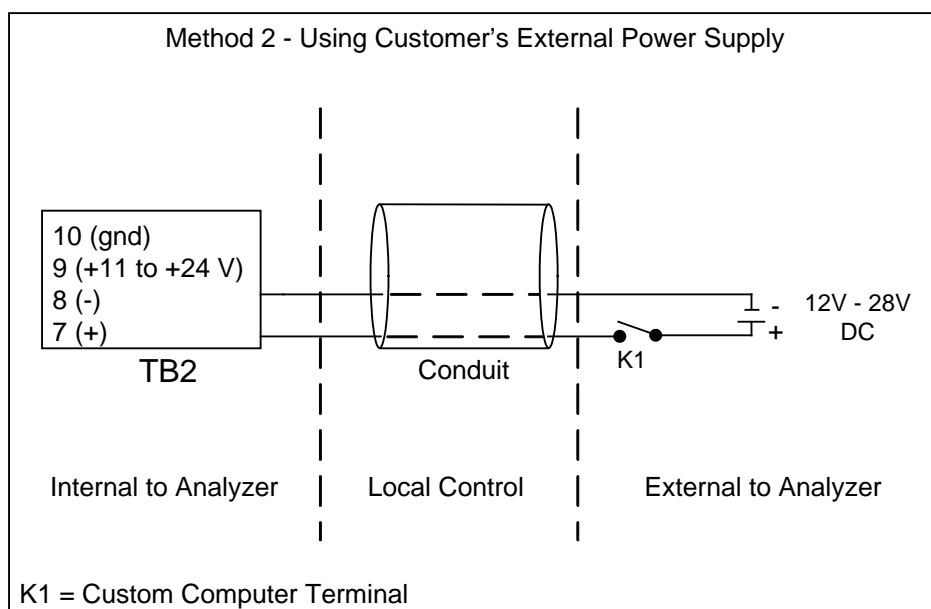 Method 2 - Using Customer's External Power Supply
10 (gnd)
9 (+11 to +24 V)
8 (-)
7 (+)
TB2
Conduit
K1
-
+
12V - 28V
DC
Internal to Analyzer
Local Control
External to Analyzer
K1 = Custom Computer Terminal